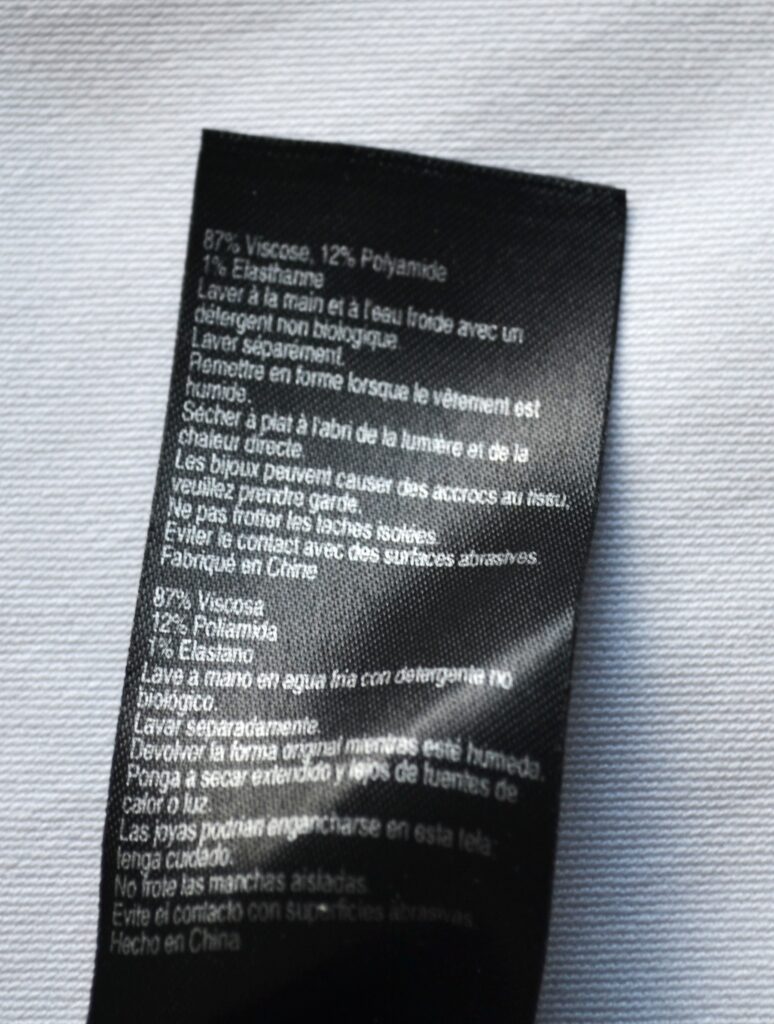 87% Viscose, 12% Polyamide
1% Elasthanne
Laver à la main et à l'eau froide avec un
détergent non biologique
Laver séparément.
Remettre en forme lorsque le vêtement est
humide.
Sécher à plat à l'abri de la lumière et de la
chaleur directe
Les bijoux peuvent causer des accrocs au tissu,
veuillez prendre garde.
Ne pas frotter les taches isolées.
Eviter le contact avec des surfaces abrasives.
Fabriqué en Chine
87% Viscosa
12% Poliamida
1% Elastano
Lave a mano en agua fria con detergente no
biológico.
Lavar separadamente.
Devolver la forma original mientras esté humeda.
Ponga a secar extendido y lejos de fuentes de
calor o luz.
Las joyas podrían engancharse en esta tela:
tenga cuidado.
No frote las manchas aisladas.
Evite el contacto con superficies abrasivas.
Hecho en China